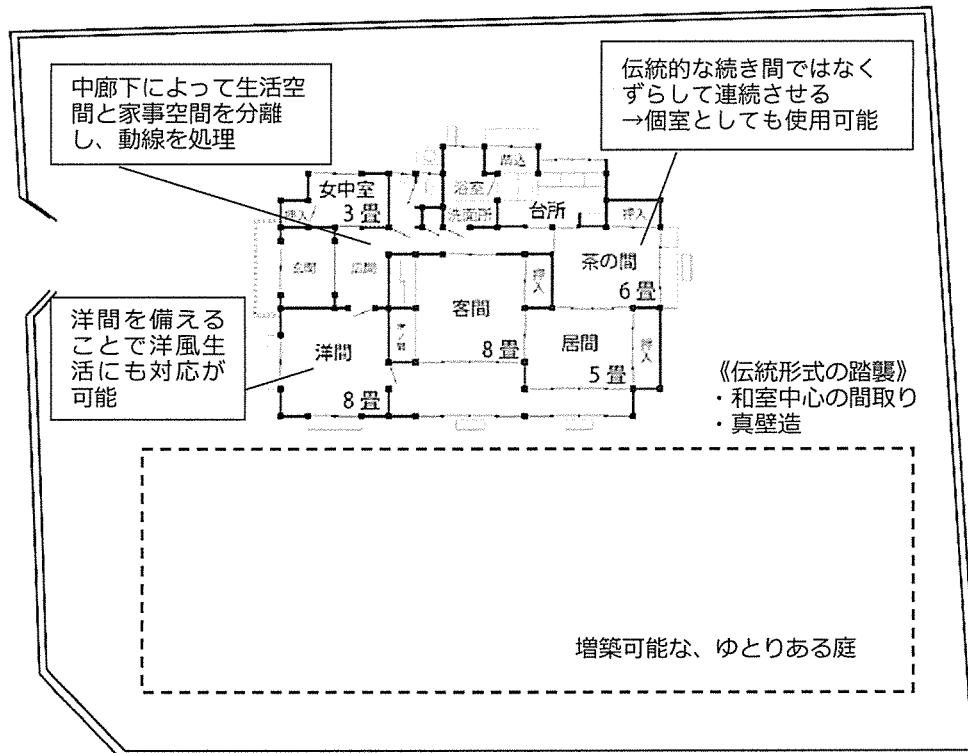 中廊下によって生活空
間と家事空間を分離
し、動線を処理
伝統的な続き間ではなく
ずらして連続させる
→個室としても使用可能
女中室
3 畳
押入
浴室
焚込
洗面所
台所
押入
玄関
広間
茶の間
6 畳
押入
客間
8 畳
居間
5 畳
押入
洋間
8 畳
洋間を備える
ことで洋風生
活にも対応が
可能
《伝統形式の踏襲》
・和室中心の間取り
・真壁造
増築可能な、ゆとりある庭